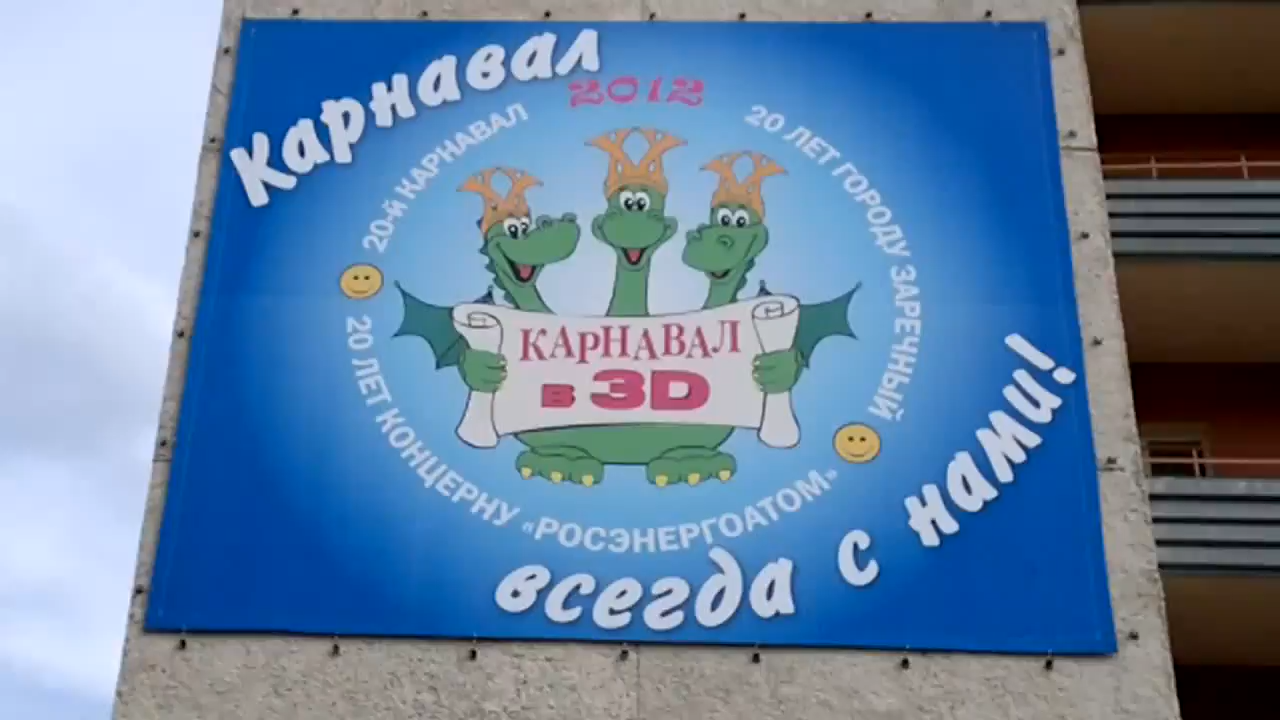 Карнавал
2012
20-й КАРНАВАЛ
20 ЛЕТ ГОРОДУ ЗАРЕЧНЫЙ
КАРНАВАЛ
В 3D
20 ЛЕТ КОНЦЕРНУ «РОСЭНЕРГОАТОМ»
всегда с нами!